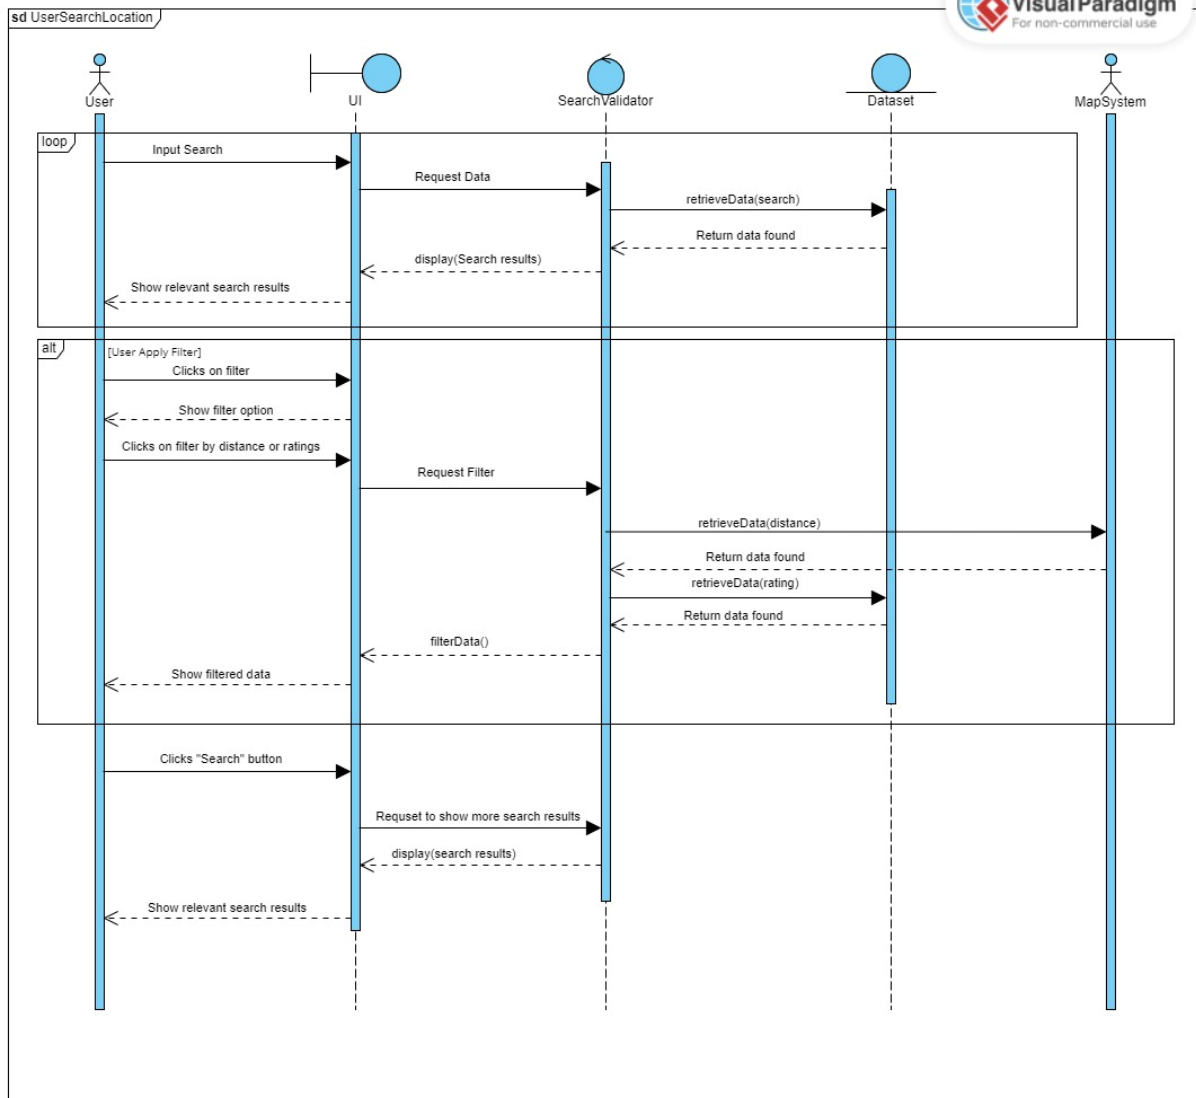 sd UserSearchLocation
VisualParadigm
For non-commercial use
User
UI
SearchValidator
Dataset
MapSystem
loop
Input Search
Request Data
retrieveData(search)
Return data found
display(Search results)
Show relevant search results
alt
[User Apply Filter]
Clicks on filter
Show filter option
Clicks on filter by distance or ratings
Request Filter
retrieveData(distance)
Return data found
retrieveData(rating)
Return data found
filterData()
Show filtered data
Clicks "Search" button
Requset to show more search results
display(search results)
Show relevant search results